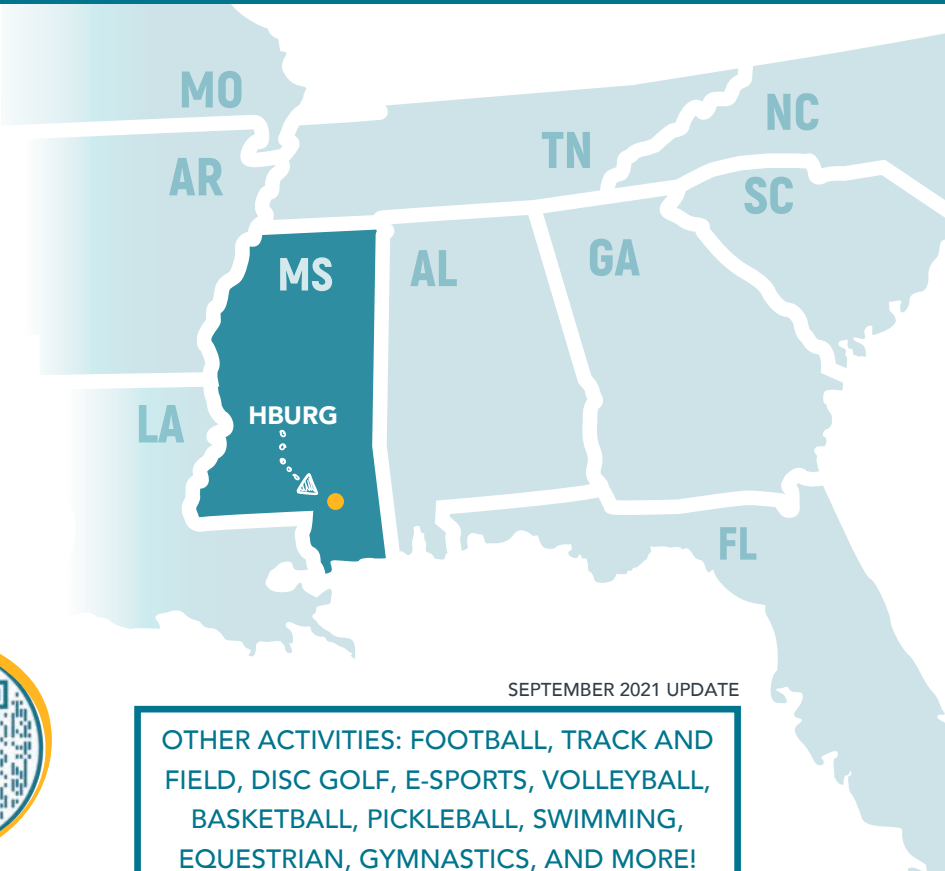 MO
NC
TN
AR
SC
GA
AL
MS
HBURG
LA
FL
SEPTEMBER 2021 UPDATE
OTHER ACTIVITIES: FOOTBALL, TRACK AND
FIELD, DISC GOLF, E-SPORTS, VOLLEYBALL,
BASKETBALL, PICKLEBALL, SWIMMING,
EQUESTRIAN, GYMNASTICS, AND MORE!